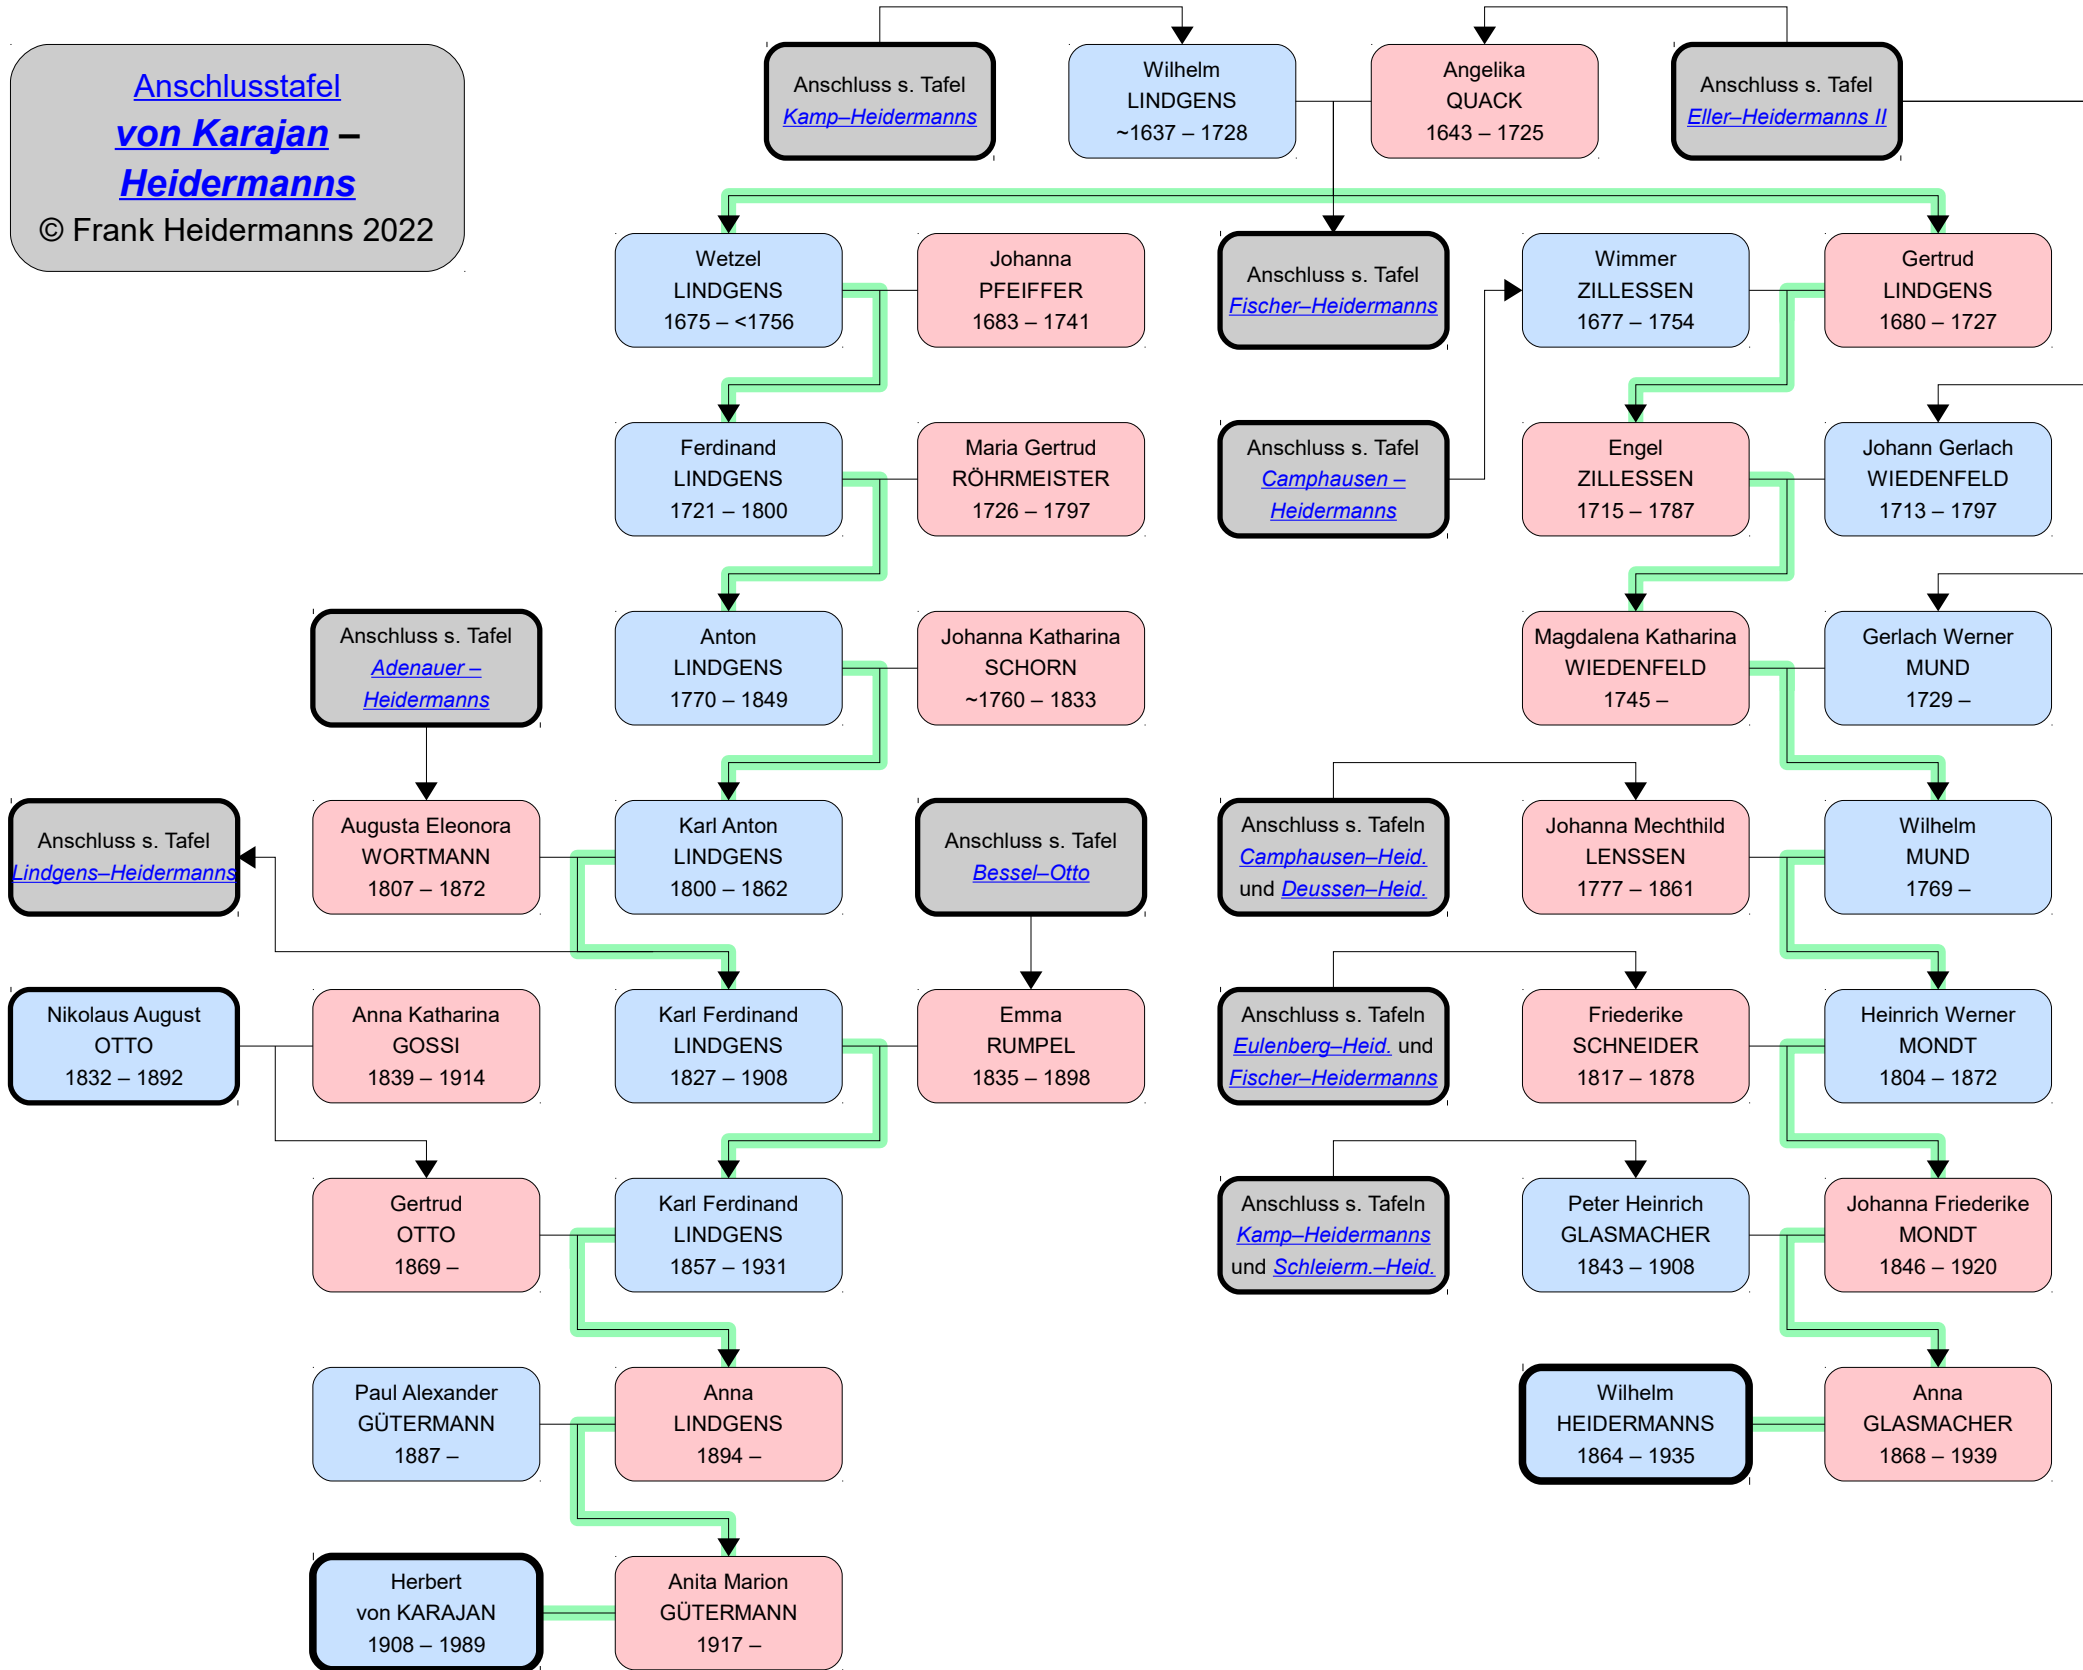 Anschlusstafel
von Karajan –
Heidermanns
© Frank Heidermanns 2022
Anschluss s. Tafel
Kamp–Heidermanns
Wilhelm
LINDGENS
~1637 – 1728
Angelika
QUACK
1643 – 1725
Anschluss s. Tafel
Eller–Heidermanns II
Wetzel
LINDGENS
1675 – <1756
Johanna
PFEIFFER
1683 – 1741
Anschluss s. Tafel
Fischer–Heidermanns
Wimmer
ZILLESSEN
1677 – 1754
Gertrud
LINDGENS
1680 – 1727
Ferdinand
LINDGENS
1721 – 1800
Maria Gertrud
RÖHRMEISTER
1726 – 1797
Anschluss s. Tafel
Camphausen –
Heidermanns
Engel
ZILLESSEN
1715 – 1787
Johann Gerlach
WIEDENFELD
1713 – 1797
Anschluss s. Tafel
Adenauer –
Heidermanns
Anton
LINDGENS
1770 – 1849
Johanna Katharina
SCHORN
~1760 – 1833
Magdalena Katharina
WIEDENFELD
1745 –
Gerlach Werner
MUND
1729 –
Anschluss s. Tafel
Lindgens–Heidermanns
Augusta Eleonora
WORTMANN
1807 – 1872
Karl Anton
LINDGENS
1800 – 1862
Anschluss s. Tafel
Bessel–Otto
Anschluss s. Tafeln
Camphausen–Heid.
und Deussen–Heid.
Johanna Mechthild
LENSSEN
1777 – 1861
Wilhelm
MUND
1769 –
Nikolaus August
OTTO
1832 – 1892
Anna Katharina
GOSSI
1839 – 1914
Karl Ferdinand
LINDGENS
1827 – 1908
Emma
RUMPEL
1835 – 1898
Anschluss s. Tafeln
Eulenberg–Heid. und
Fischer–Heidermanns
Friederike
SCHNEIDER
1817 – 1878
Heinrich Werner
MONDT
1804 – 1872
Gertrud
OTTO
1869 –
Karl Ferdinand
LINDGENS
1857 – 1931
Anschluss s. Tafeln
Kamp–Heidermanns
und Schleierm.–Heid.
Peter Heinrich
GLASMACHER
1843 – 1908
Johanna Friederike
MONDT
1846 – 1920
Paul Alexander
GÜTERMANN
1887 –
Anna
LINDGENS
1894 –
Wilhelm
HEIDERMANNS
1864 – 1935
Anna
GLASMACHER
1868 – 1939
Herbert
von KARAJAN
1908 – 1989
Anita Marion
GÜTERMANN
1917 –